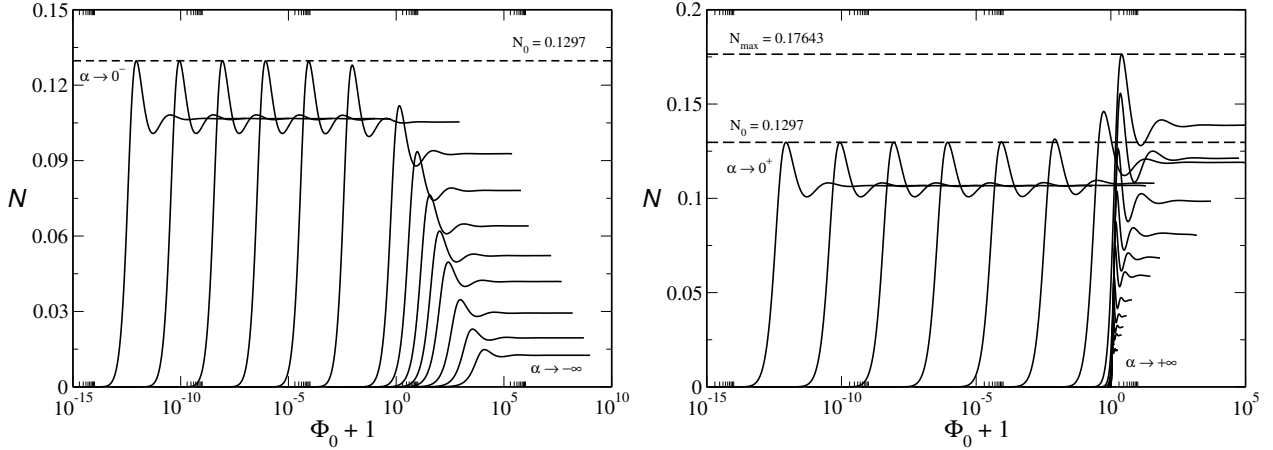 0.15
N₀ = 0.1297
α → 0⁻
0.12
0.09
N
0.06
0.03
α → −∞
0
10⁻¹⁵
10⁻¹⁰
10⁻⁵
10⁰
10⁵
10¹⁰
Φ₀ + 1
0.2
Nₘₐₓ = 0.17643
0.15
N₀ = 0.1297
α → 0⁺
N
0.1
0.05
α → +∞
0
10⁻¹⁵
10⁻¹⁰
10⁻⁵
10⁰
10⁵
Φ₀ + 1